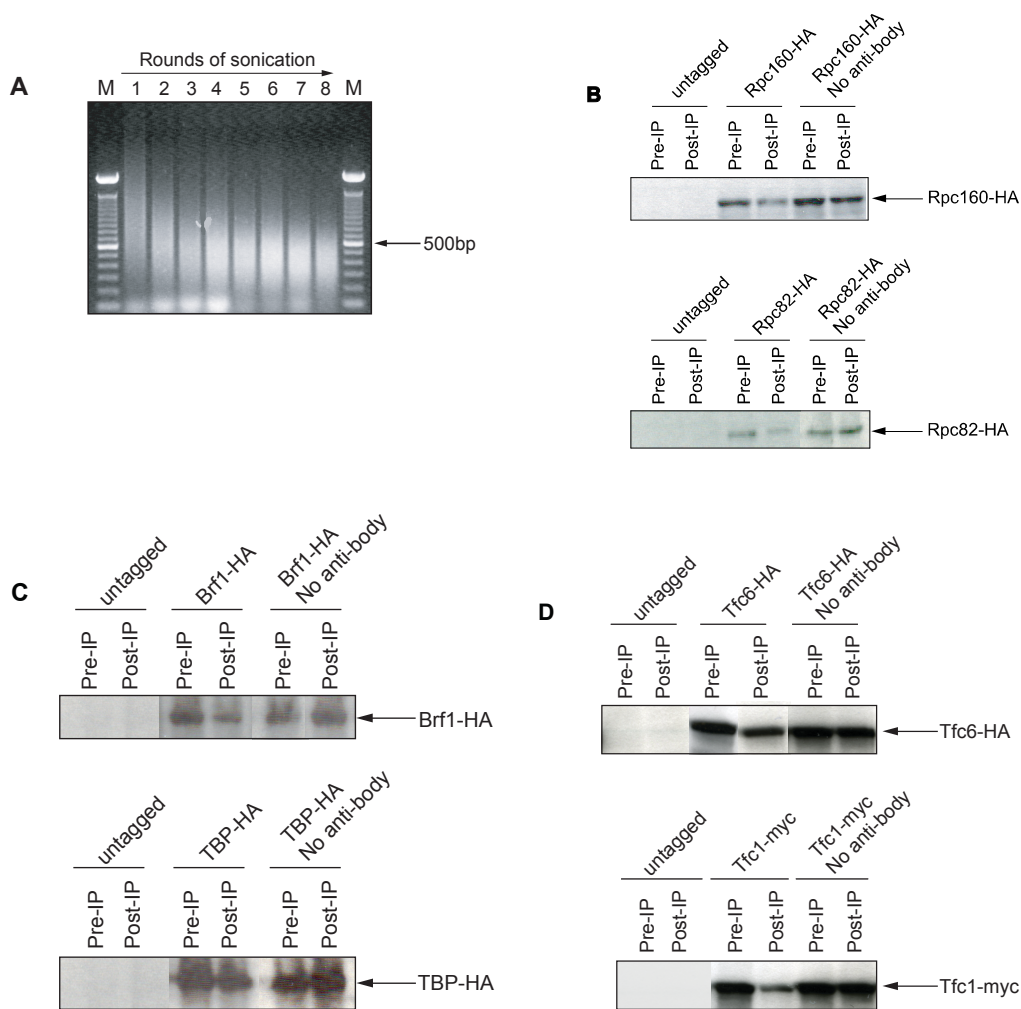 A
Rounds of sonication
M 1 2 3 4 5 6 7 8 M
500bp
B
untagged
Rpc160-HA
Rpc160-HA
No anti-body
Pre-IP
Post-IP
Pre-IP
Post-IP
Pre-IP
Post-IP
Rpc160-HA
untagged
Rpc82-HA
Rpc82-HA
No anti-body
Pre-IP
Post-IP
Pre-IP
Post-IP
Pre-IP
Post-IP
Rpc82-HA
C
untagged
Brf1-HA
Brf1-HA
No anti-body
Pre-IP
Post-IP
Pre-IP
Post-IP
Pre-IP
Post-IP
Brf1-HA
untagged
TBP-HA
TBP-HA
No anti-body
Pre-IP
Post-IP
Pre-IP
Post-IP
Pre-IP
Post-IP
TBP-HA
D
untagged
Tfc6-HA
Tfc6-HA
No anti-body
Pre-IP
Post-IP
Pre-IP
Post-IP
Pre-IP
Post-IP
Tfc6-HA
untagged
Tfc1-myc
Tfc1-myc
No anti-body
Pre-IP
Post-IP
Pre-IP
Post-IP
Pre-IP
Post-IP
Tfc1-myc